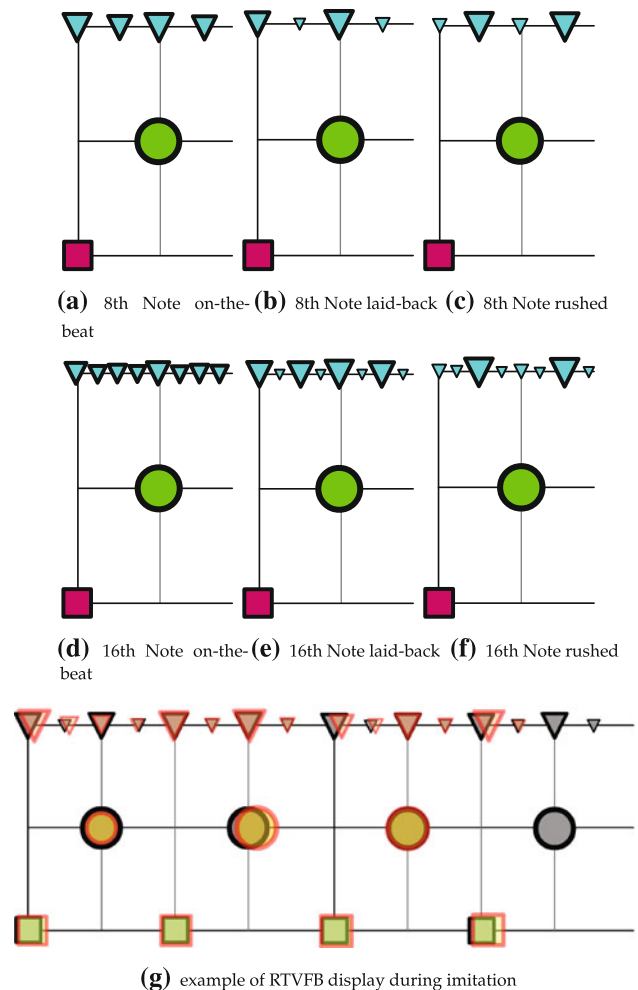 (a) 8th Note on-the-beat
(b) 8th Note laid-back
(c) 8th Note rushed
(d) 16th Note on-the-beat
(e) 16th Note laid-back
(f) 16th Note rushed
(g) example of RTVFB display during imitation